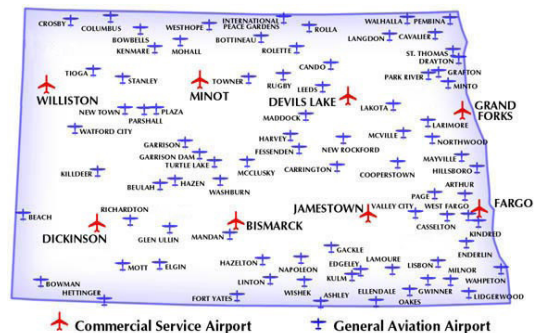 CROSBY
COLUMBUS
BOWBELLS
KENMARE
WESTHOPE
MOHALL
INTERNATIONAL
PEACE GARDENS
BOTTINEAU
ROLETTE
ROLLA
WALHALLA
PEMBINA
LANGDON
CAVALIER
ST. THOMAS
DRAYTON
TIOGA
STANLEY
WILLISTON
MINOT
TOWNER
RUGBY
CANDO
LEEDS
DEVILS LAKE
PARK RIVER
GRAFTON
MINTO
LAKOTA
GRAND
FORKS
NEW TOWN
PARSHALL
PLAZA
WATFORD CITY
MADDOCK
LARIMORE
GARRISON
GARRISON DAM
TURTLE LAKE
HARVEY
FESSENDEN
NEW ROCKFORD
MCVILLE
NORTHWOOD
MAYVILLE
HILLSBORO
KILLDEER
BEULAH
HAZEN
WASHBURN
MCCLUSKY
CARRINGTON
COOPERSTOWN
ARTHUR
PAGE
BEACH
RICHARDTON
DICKINSON
GLEN ULLIN
MANDAN
BISMARCK
JAMESTOWN
VALLEY CITY
WEST FARGO
FARGO
CASSELTON
KINDRED
ENDERLIN
GACKLE
MOTT
ELGIN
HAZELTON
NAPOLEON
EDGELEY
LAMOURE
LISBON
MILNOR
WAHPETON
BOWMAN
HETTINGER
FORT YATES
LINTON
WISHEK
KULM
ASHLEY
ELLENDALE
OAKES
GWINNER
LIDGERWOOD
Commercial Service Airport
General Aviation Airport